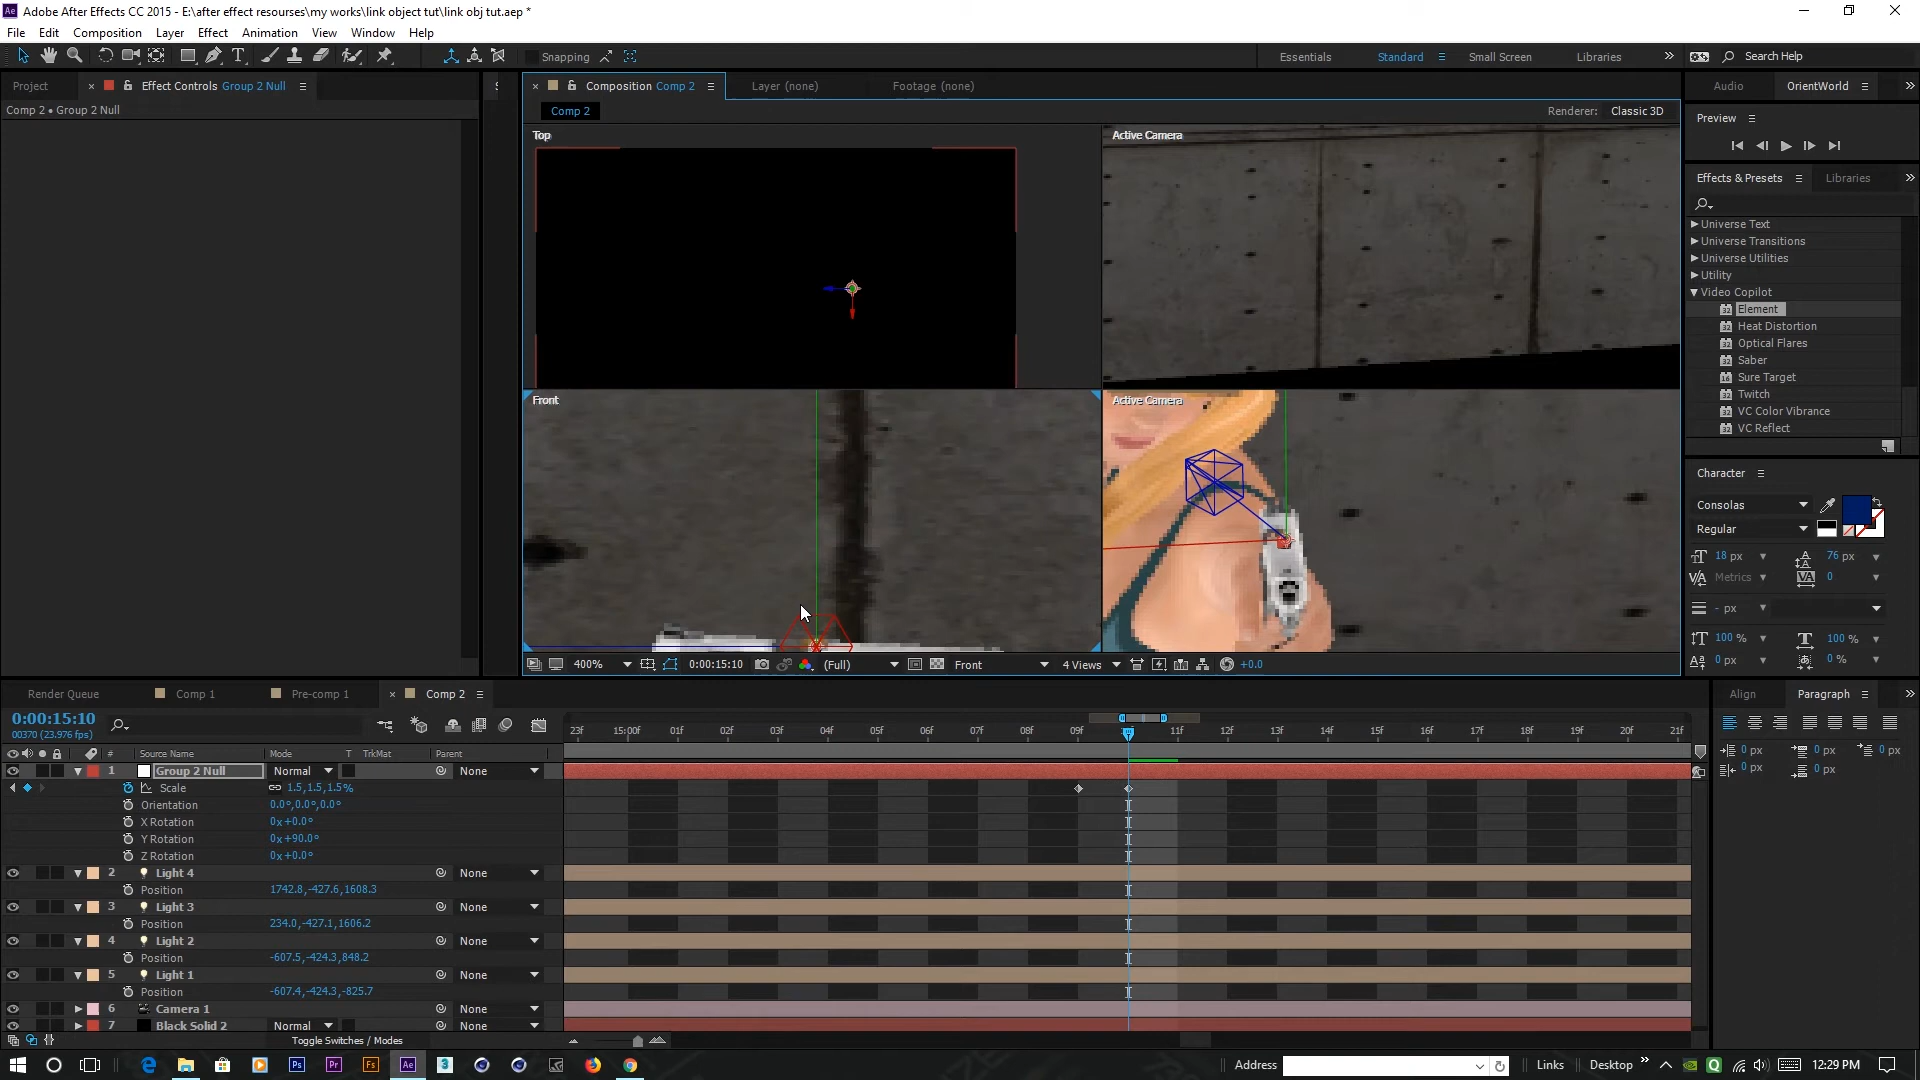 Adobe After Effects CC 2015 - E:\after effect resourses\my works\link object tut\link obj tut.aep *
File Edit Composition Layer Effect Animation View Window Help
Snapping
Essentials Standard Small Screen Libraries Search Help
Project Effect Controls Group 2 Null
Comp 2 • Group 2 Null
Composition Comp 2 Layer (none) Footage (none)
Comp 2
Renderer: Classic 3D
Top
Active Camera
Front
Active Camera
400% 0:00:15:10 (Full) Front 4 Views +0.0
Audio OrientWorld
Preview
Effects & Presets Libraries
Universe Text
Universe Transitions
Universe Utilities
Utility
Video Copilot
Element
Heat Distortion
Optical Flares
Saber
Sure Target
Twitch
VC Color Vibrance
VC Reflect
Character
Consolas
Regular
18 px 76 px
Metrics 0
- px
100 % 100 %
0 px 0 %
Align Paragraph
0 px 0 px 0 px
0 px 0 px
Render Queue Comp 1 Pre-comp 1 Comp 2
0:00:15:10
00370 (23.976 fps)
23f 15:00f 01f 02f 03f 04f 05f 06f 07f 08f 09f 11f 12f 13f 14f 15f 16f 17f 18f 19f 20f 21f
# Source Name Mode T TrkMat Parent
1 Group 2 Null Normal None
Scale 1.5,1.5,1.5%
Orientation 0.0°,0.0°,0.0°
X Rotation 0x+0.0°
Y Rotation 0x+90.0°
Z Rotation 0x+0.0°
2 Light 4 None
Position 1742.8,-427.6,1608.3
3 Light 3 None
Position 234.0,-427.1,1606.2
4 Light 2 None
Position -607.5,-424.3,848.2
5 Light 1 None
Position -607.4,-424.3,-825.7
6 Camera 1 None
7 Black Solid 2 Normal None
Toggle Switches / Modes
Address Links Desktop 12:29 PM